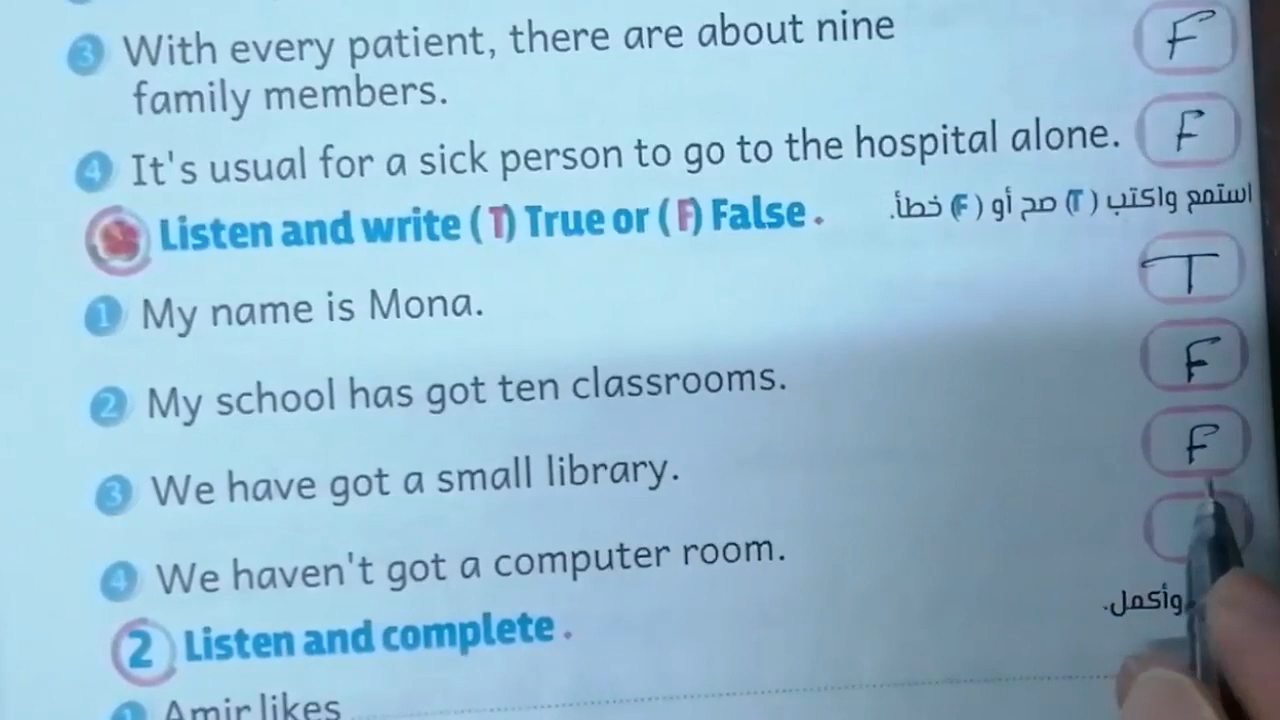 3 With every patient, there are about nine F
family members.
4 It's usual for a sick person to go to the hospital alone. F
Listen and write (T) True or (F) False. استمع واكتب (T) صح أو (F) خطأ.
1 My name is Mona. T
2 My school has got ten classrooms. F
3 We have got a small library. F
4 We haven't got a computer room.
2 Listen and complete. وأكمل.
1 Amir likes